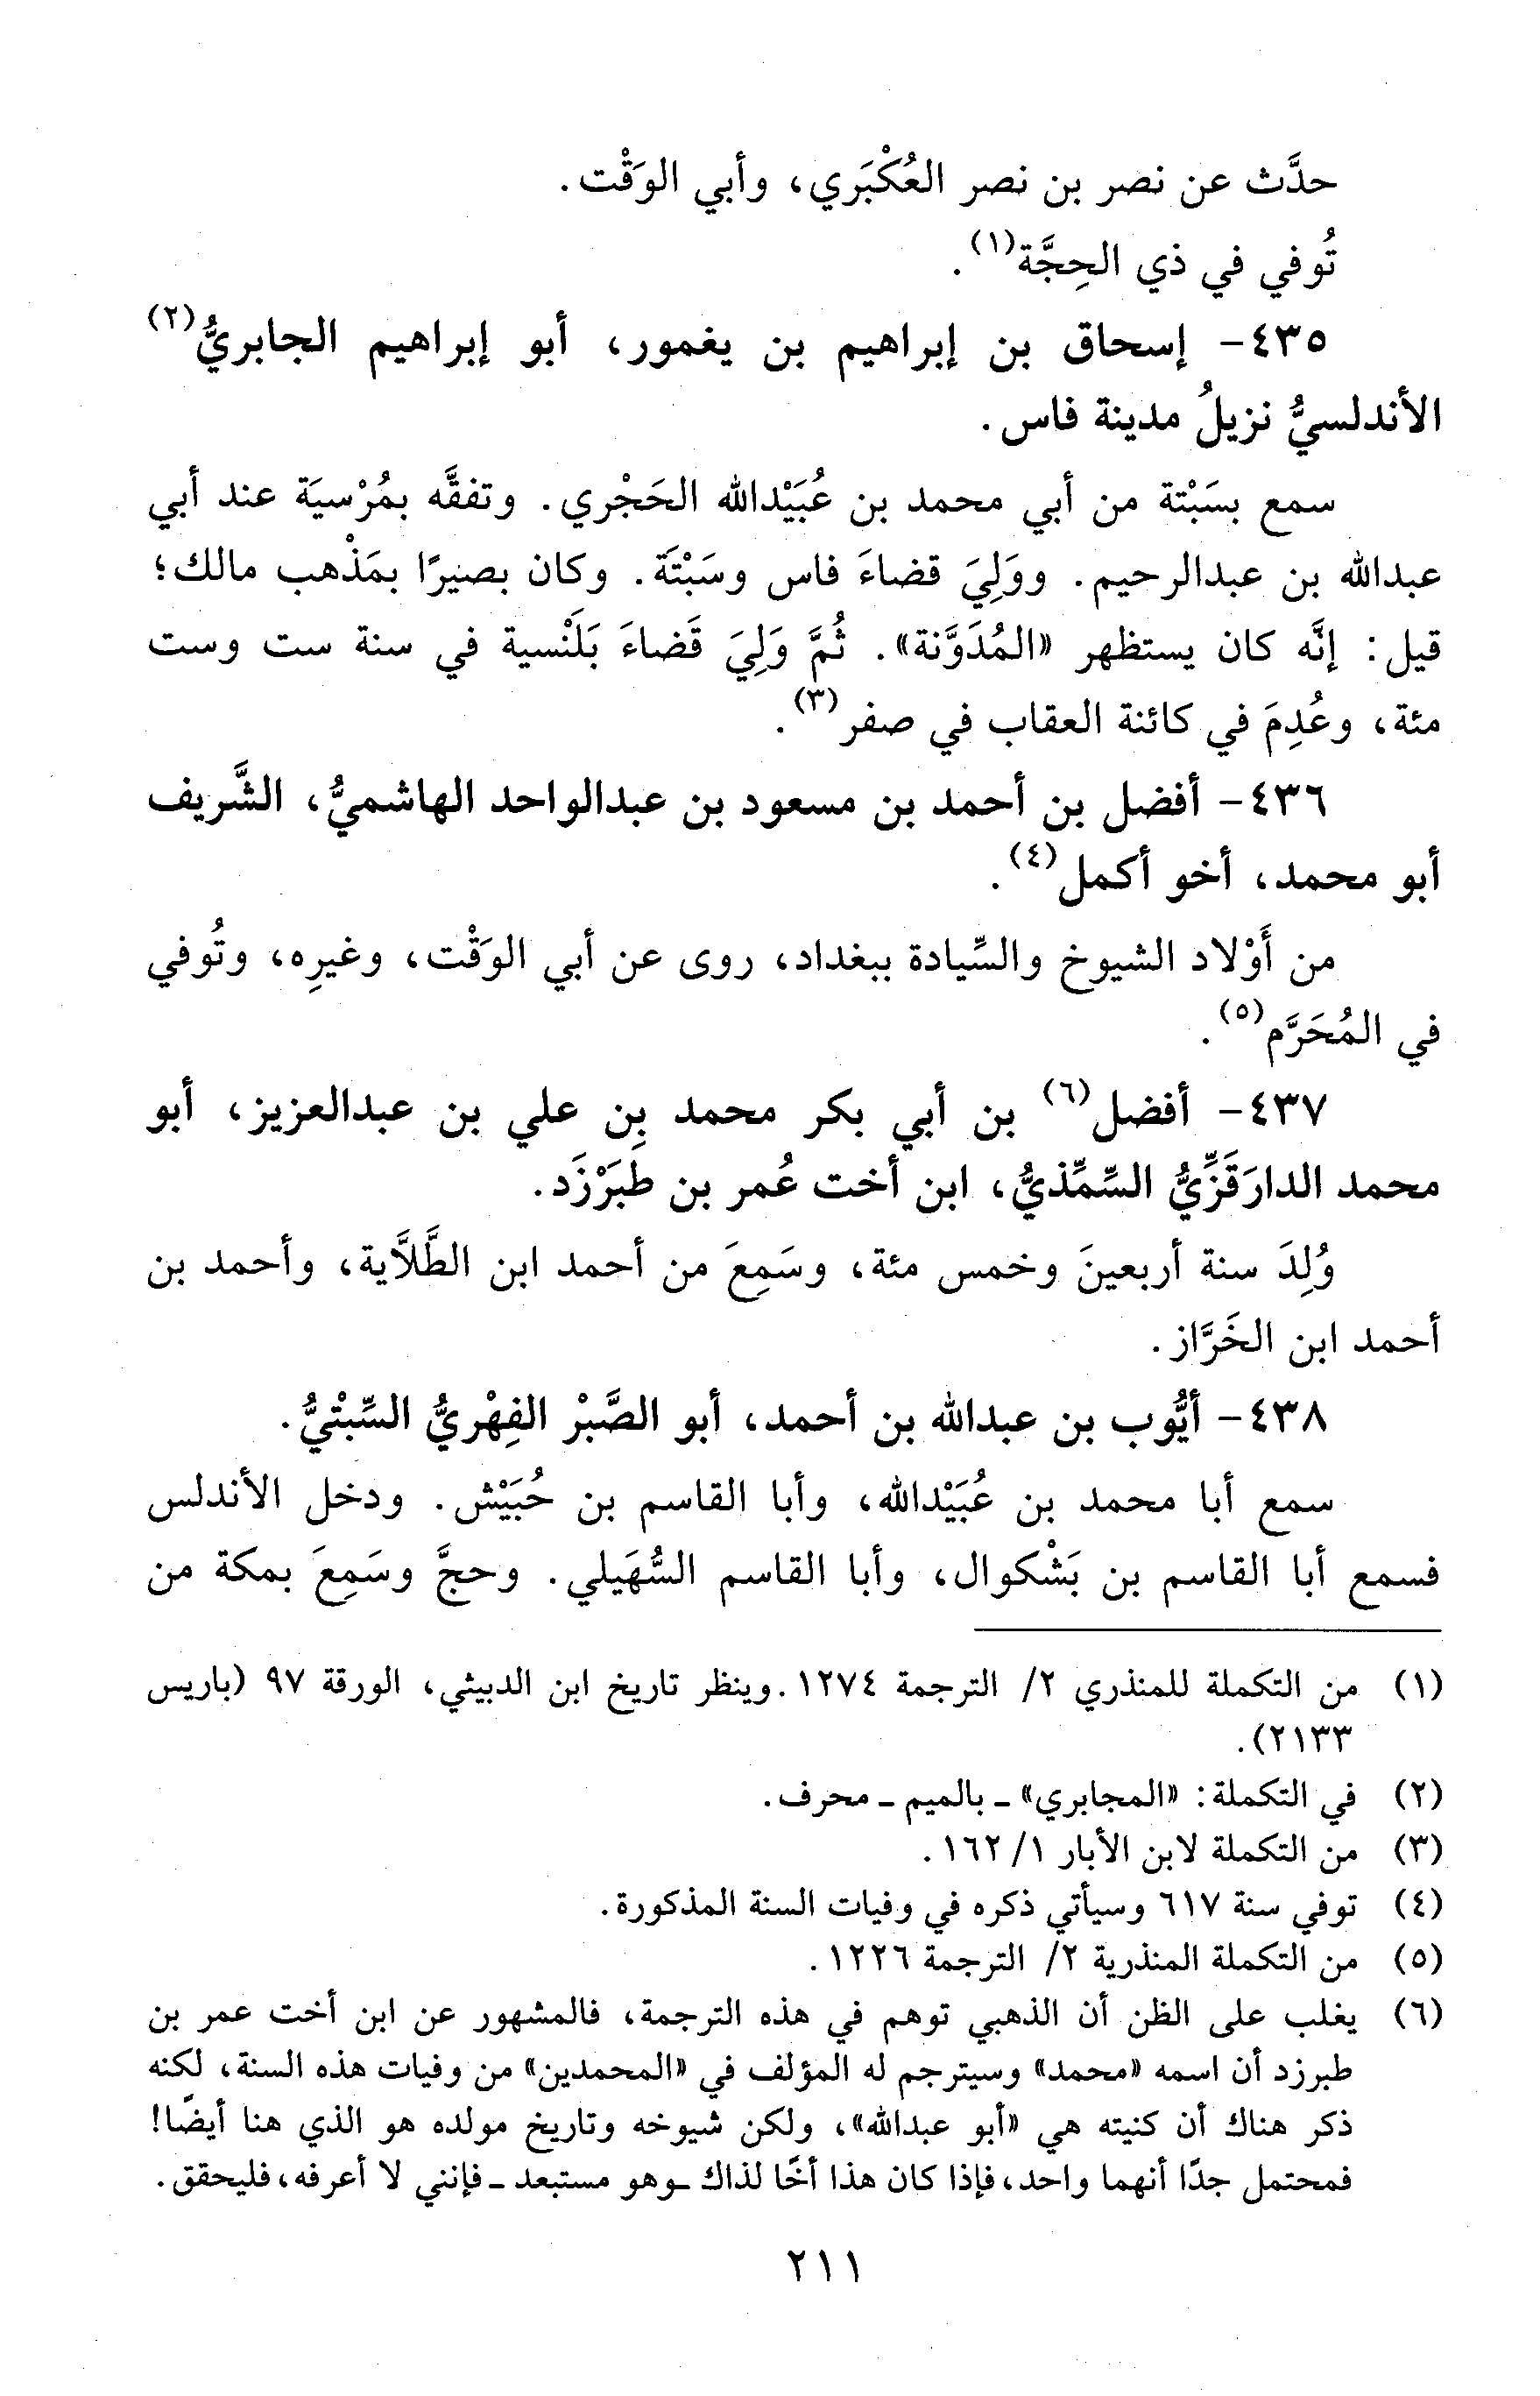 حدَّث عن نصر بن نصر العُكْبَري، وأبي الوَقْت.
تُوفي في ذي الحِجَّة(١).
٤٣٥- إسحاق بن إبراهيم بن يغمور، أبو إبراهيم الجابريُّ(٢)
الأندلسيُّ نزيلُ مدينة فاس.
سمع بسَبْتة من أبي محمد بن عُبَيْدالله الحَجْري. وتفقَّه بمُرْسيَة عند أبي
عبدالله بن عبدالرحيم. ووَلِيَ قضاءَ فاس وسَبْتَة. وكان بصيرًا بمَذْهب مالك؛
قيل: إنَّه كان يستظهر «المُدَوَّنة». ثُمَّ وَلِيَ قَضاءَ بَلَنْسية في سنة ست وست
مئة، وعُدِمَ في كائنة العقاب في صفر(٣).
٤٣٦- أفضل بن أحمد بن مسعود بن عبدالواحد الهاشميُّ، الشَّريف
أبو محمد، أخو أكمل(٤).
من أَوْلاد الشيوخ والسِّيادة ببغداد، روى عن أبي الوَقْت، وغيرِه، وتُوفي
في المُحَرَّم(٥).
٤٣٧- أفضل(٦) بن أبي بكر محمد بن علي بن عبدالعزيز، أبو
محمد الدارَقَزِّيُّ السِّمِّذيُّ، ابن أخت عُمر بن طبَرْزَد.
وُلِدَ سنة أربعينَ وخمس مئة، وسَمِعَ من أحمد ابن الطَّلَّاية، وأحمد بن
أحمد ابن الخَرَّاز.
٤٣٨- أيُّوب بن عبدالله بن أحمد، أبو الصَّبْر الفِهْريُّ السِّبْتيُّ.
سمع أبا محمد بن عُبَيْدالله، وأبا القاسم بن حُبَيْش. ودخل الأندلس
فسمع أبا القاسم بن بَشْكوال، وأبا القاسم السُّهَيلي. وحجَّ وسَمِعَ بمكة من
(١) من التكملة للمنذري ٢/ الترجمة ١٢٧٤. وينظر تاريخ ابن الدبيثي، الورقة ٩٧ (باريس
٢١٣٣).
(٢) في التكملة: «المجابري» ـ بالميم ـ محرف.
(٣) من التكملة لابن الأبار ١/ ١٦٢.
(٤) توفي سنة ٦١٧ وسيأتي ذكره في وفيات السنة المذكورة.
(٥) من التكملة المنذرية ٢/ الترجمة ١٢٢٦.
(٦) يغلب على الظن أن الذهبي توهم في هذه الترجمة، فالمشهور عن ابن أخت عمر بن
طبرزد أن اسمه «محمد» وسيترجم له المؤلف في «المحمدين» من وفيات هذه السنة، لكنه
ذكر هناك أن كنيته هي «أبو عبدالله»، ولكن شيوخه وتاريخ مولده هو الذي هنا أيضًا!
فمحتمل جدًا أنهما واحد، فإذا كان هذا أخًا لذاك ـ وهو مستبعد ـ فإنني لا أعرفه، فليحقق.
٢١١